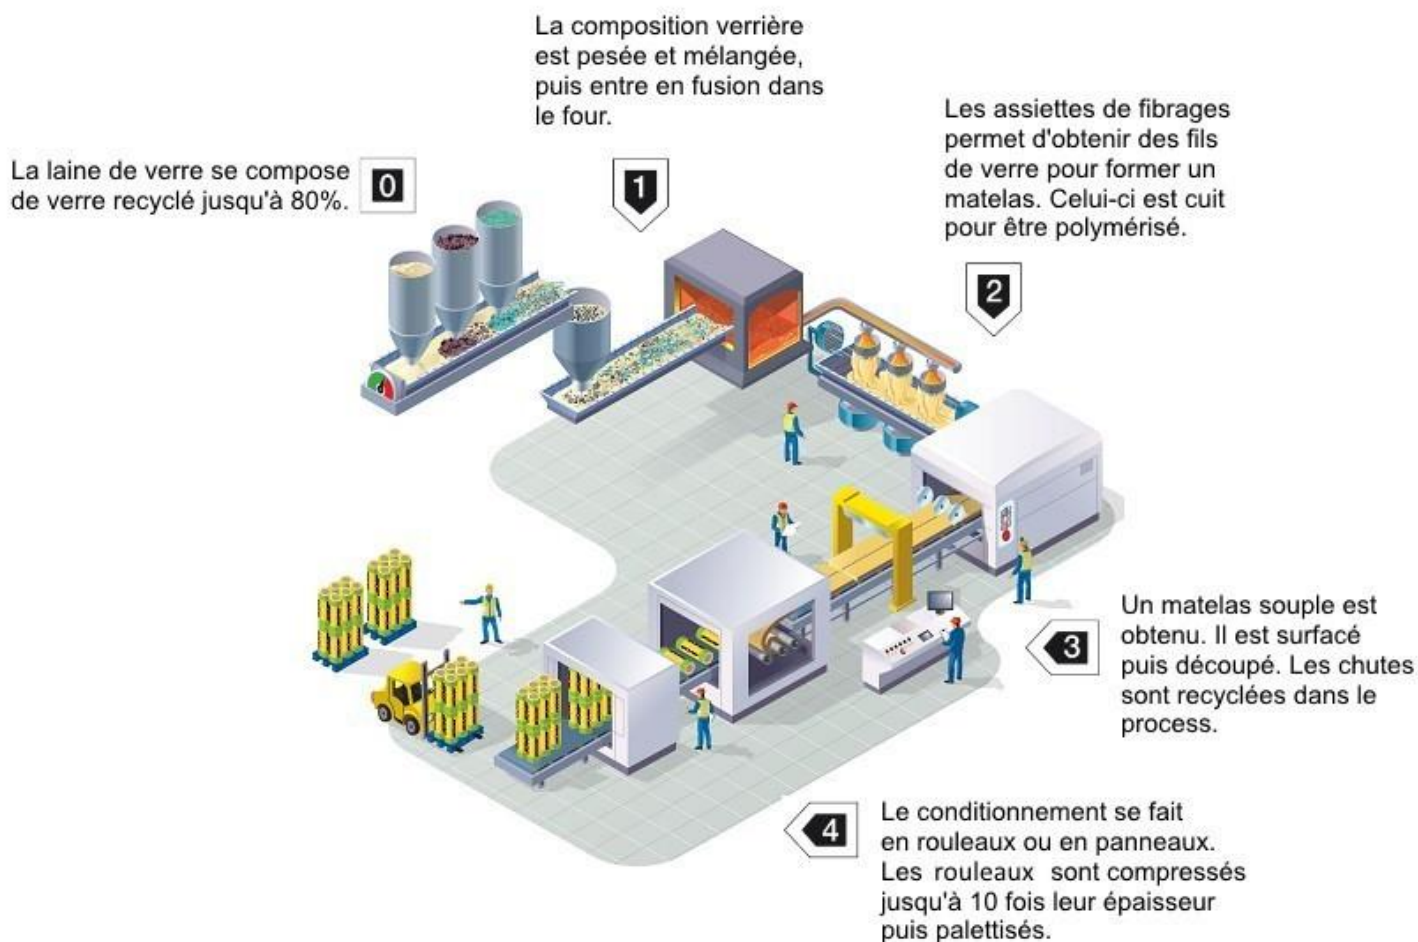 La laine de verre se compose
de verre recyclé jusqu'à 80%.
0
La composition verrière
est pesée et mélangée,
puis entre en fusion dans
le four.
1
Les assiettes de fibrages
permet d'obtenir des fils
de verre pour former un
matelas. Celui-ci est cuit
pour être polymérisé.
2
3
Un matelas souple est
obtenu. Il est surfacé
puis découpé. Les chutes
sont recyclées dans le
process.
4
Le conditionnement se fait
en rouleaux ou en panneaux.
Les rouleaux sont compressés
jusqu'à 10 fois leur épaisseur
puis palettisés.